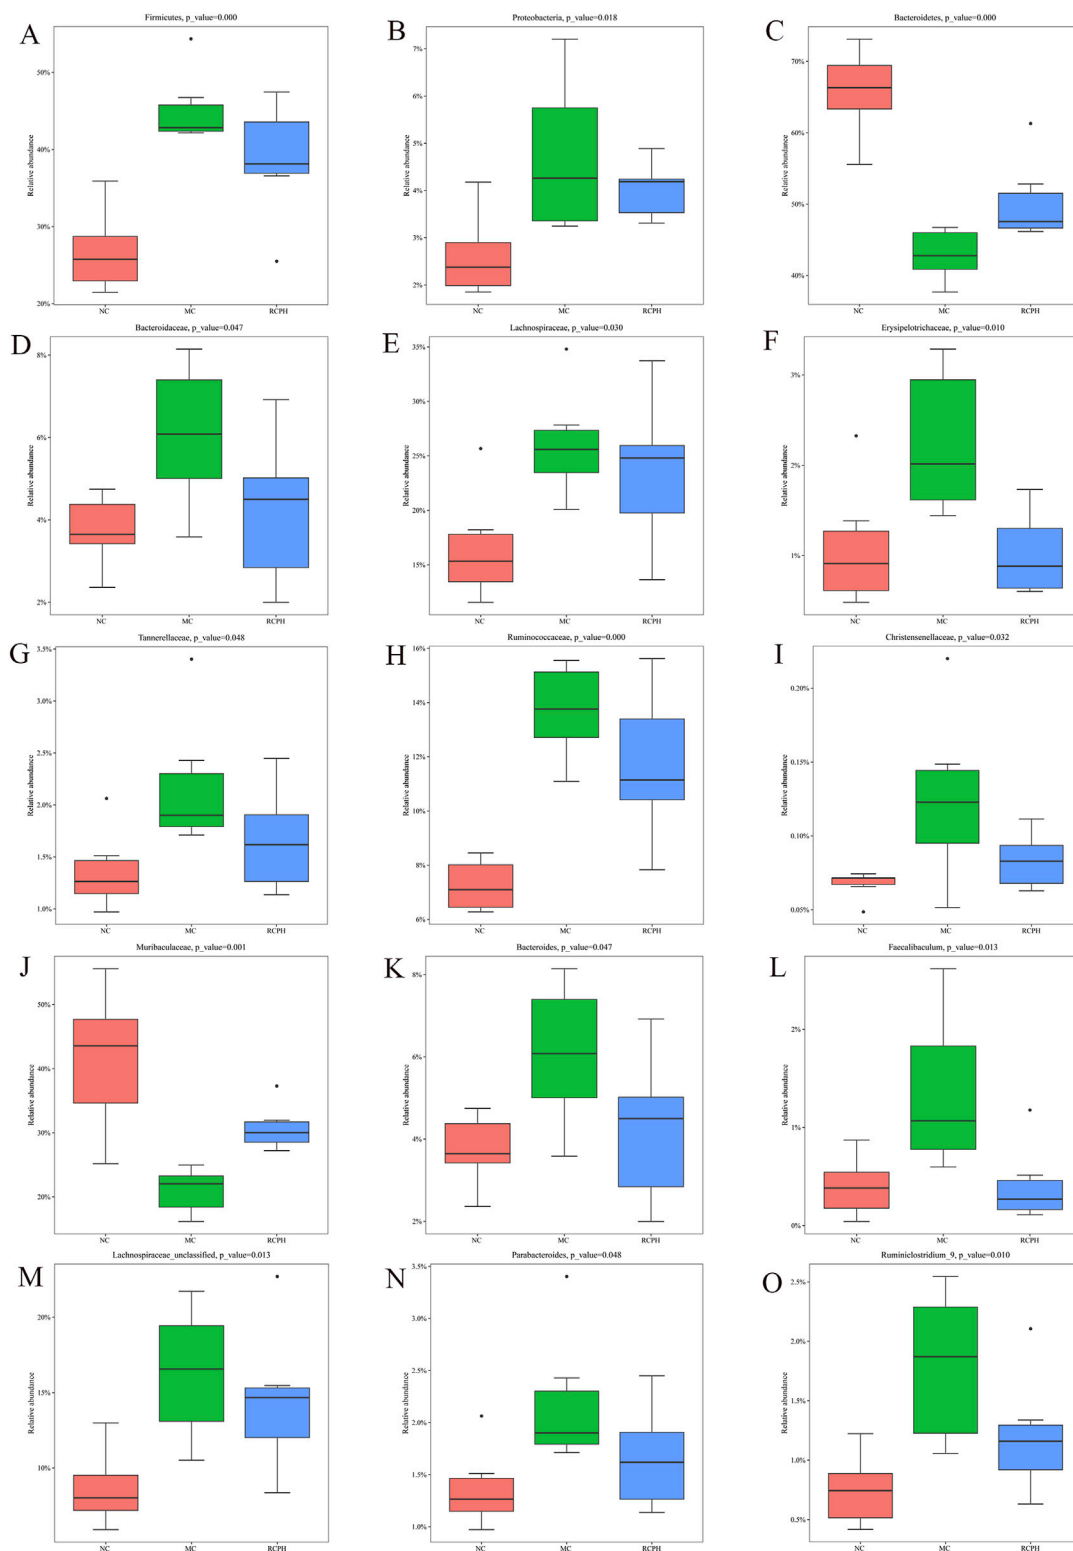 A
Firmicutes, p_value=0.000
Relative abundance
50%
40%
30%
20%
NC MC RCPH
B
Proteobacteria, p_value=0.018
Relative abundance
7%
6%
5%
4%
3%
2%
NC MC RCPH
C
Bacteroidetes, p_value=0.000
Relative abundance
70%
60%
50%
40%
NC MC RCPH
D
Bacteroidaceae, p_value=0.047
Relative abundance
8%
6%
4%
2%
NC MC RCPH
E
Lachnospiraceae, p_value=0.030
Relative abundance
35%
30%
25%
20%
15%
NC MC RCPH
F
Erysipelotrichaceae, p_value=0.010
Relative abundance
3%
2%
1%
NC MC RCPH
G
Tannerellaceae, p_value=0.048
Relative abundance
3.5%
3.0%
2.5%
2.0%
1.5%
1.0%
NC MC RCPH
H
Ruminococcaceae, p_value=0.000
Relative abundance
16%
14%
12%
10%
8%
6%
NC MC RCPH
I
Christensenellaceae, p_value=0.032
Relative abundance
0.20%
0.15%
0.10%
0.05%
NC MC RCPH
J
Muribaculaceae, p_value=0.001
Relative abundance
50%
40%
30%
20%
NC MC RCPH
K
Bacteroides, p_value=0.047
Relative abundance
8%
6%
4%
2%
NC MC RCPH
L
Faecalibaculum, p_value=0.013
Relative abundance
2%
1%
0%
NC MC RCPH
M
Lachnospiraceae_unclassified, p_value=0.013
Relative abundance
20%
15%
10%
NC MC RCPH
N
Parabacteroides, p_value=0.048
Relative abundance
3.5%
3.0%
2.5%
2.0%
1.5%
1.0%
NC MC RCPH
O
Ruminiclostridium_9, p_value=0.010
Relative abundance
2.5%
2.0%
1.5%
1.0%
0.5%
NC MC RCPH